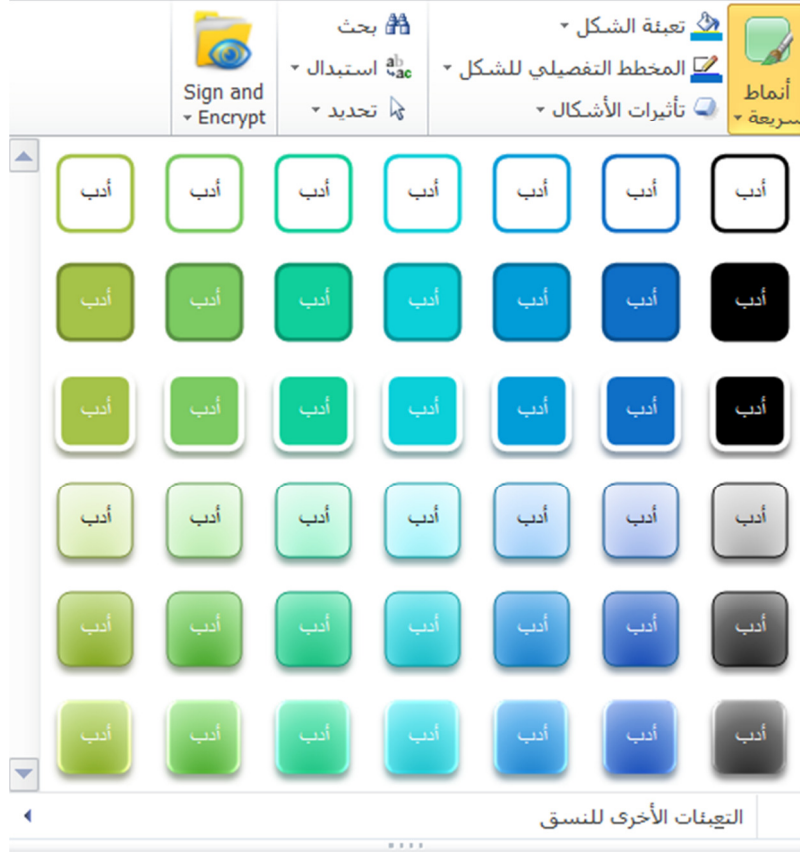 أنماط
سريعة
تعبئة الشكل
المخطط التفصيلي للشكل
تأثيرات الأشكال
بحث
استبدال
تحديد
Sign and
Encrypt
أدب أدب أدب أدب أدب أدب أدب
أدب أدب أدب أدب أدب أدب أدب
أدب أدب أدب أدب أدب أدب أدب
أدب أدب أدب أدب أدب أدب أدب
أدب أدب أدب أدب أدب أدب أدب
أدب أدب أدب أدب أدب أدب أدب
التعبئات الأخرى للنسق